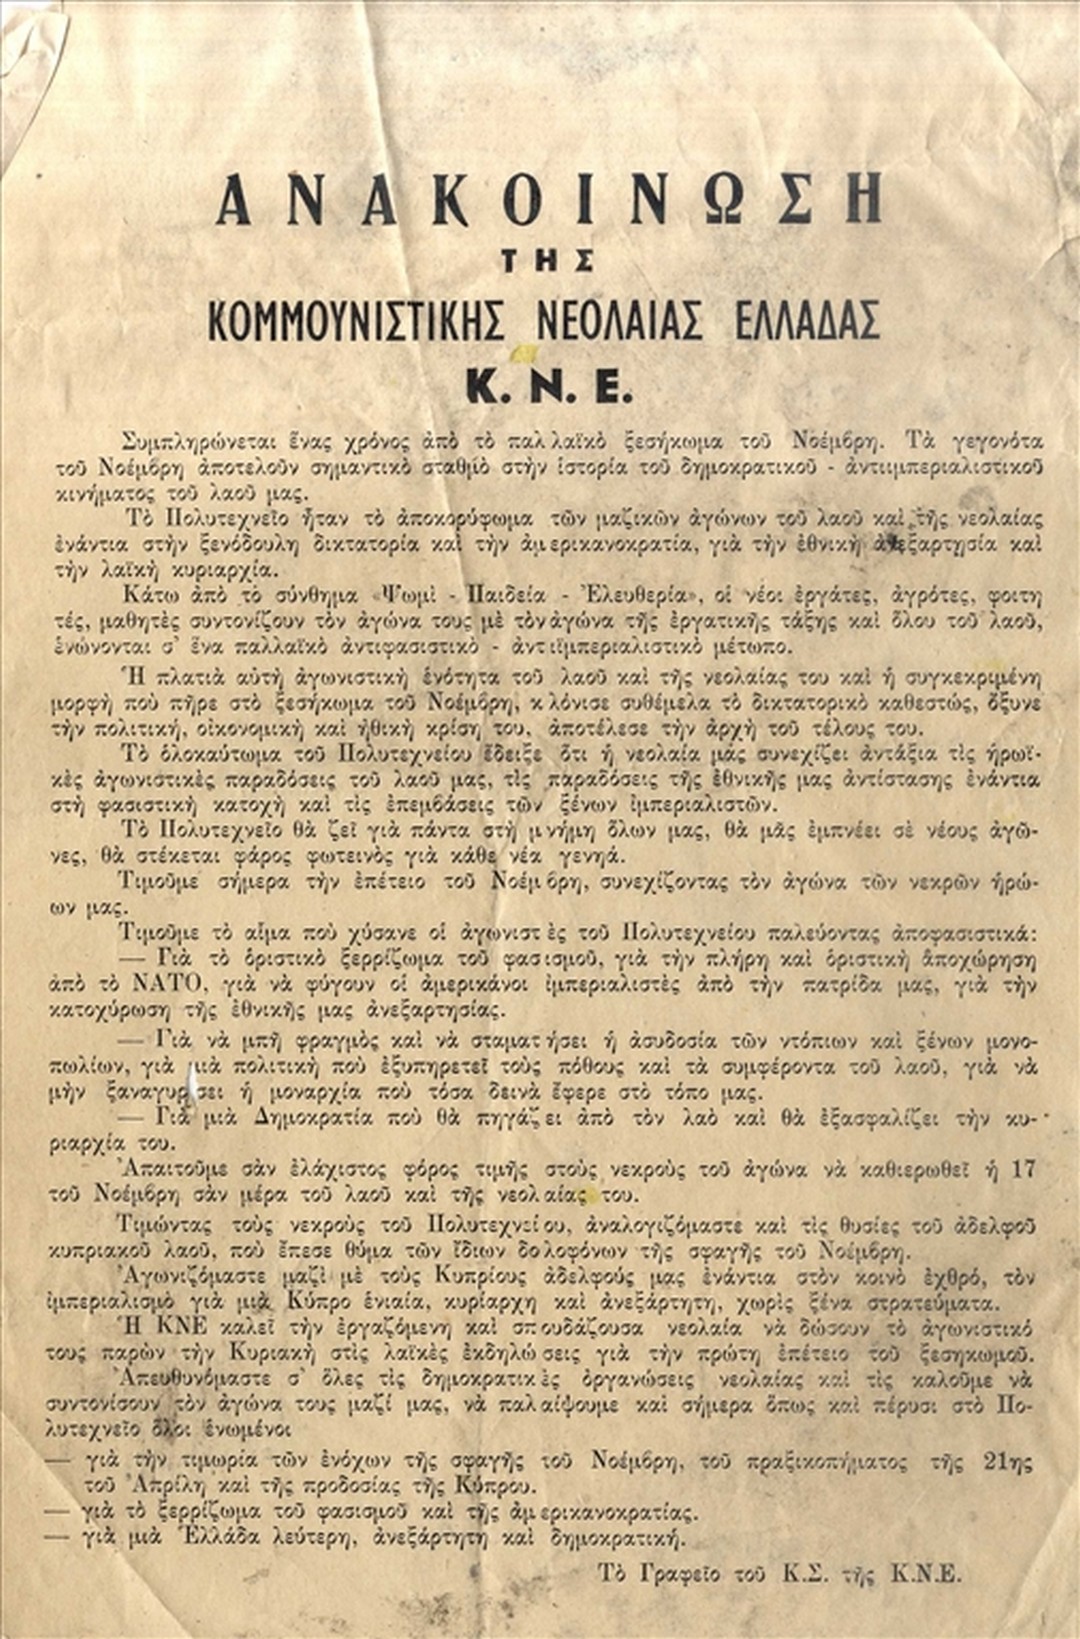 ΑΝΑΚΟΙΝΩΣΗ
ΤΗΣ
ΚΟΜΜΟΥΝΙΣΤΙΚΗΣ ΝΕΟΛΑΙΑΣ ΕΛΛΑΔΑΣ
Κ. Ν. Ε.
Συμπληρώνεται ἕνας χρόνος ἀπὸ τὸ παλλαϊκὸ ξεσήκωμα τοῦ Νοέμβρη. Τὰ γεγονότα
τοῦ Νοέμβρη ἀποτελοῦν σημαντικὸ σταθμὸ στὴν ἱστορία τοῦ δημοκρατικοῦ - ἀντιιμπεριαλιστικοῦ
κινήματος τοῦ λαοῦ μας.
Τὸ Πολυτεχνεῖο ἦταν τὸ ἀποκορύφωμα τῶν μαζικῶν ἀγώνων τοῦ λαοῦ καὶ τῆς νεολαίας
ἐνάντια στὴν ξενόδουλη δικτατορία καὶ τὴν ἀμερικανοκρατία, γιὰ τὴν ἐθνικὴ ἀνεξαρτησία καὶ
τὴν λαϊκὴ κυριαρχία.
Κάτω ἀπὸ τὸ σύνθημα «Ψωμὶ - Παιδεία - Ἐλευθερία», οἱ νέοι ἐργάτες, ἀγρότες, φοιτη
τές, μαθητὲς συντονίζουν τὸν ἀγώνα τους μὲ τὸν ἀγώνα τῆς ἐργατικῆς τάξης καὶ ὅλου τοῦ λαοῦ,
ἑνώνονται σ' ἕνα παλλαϊκὸ ἀντιφασιστικὸ - ἀντιϊμπεριαλιστικὸ μέτωπο.
Ἡ πλατιὰ αὐτὴ ἀγωνιστικὴ ἑνότητα τοῦ λαοῦ καὶ τῆς νεολαίας του καὶ ἡ συγκεκριμένη
μορφὴ ποὺ πῆρε στὸ ξεσήκωμα τοῦ Νοέμβρη, κλόνισε συθέμελα τὸ δικτατορικὸ καθεστώς, ὄξυνε
τὴν πολιτική, οἰκονομικὴ καὶ ἠθικὴ κρίση του, ἀποτέλεσε τὴν ἀρχὴ τοῦ τέλους του.
Τὸ ὁλοκαύτωμα τοῦ Πολυτεχνείου ἔδειξε ὅτι ἡ νεολαία μας συνεχίζει ἀντάξια τὶς ἡρωϊ-
κὲς ἀγωνιστικὲς παραδόσεις τοῦ λαοῦ μας, τὶς παραδόσεις τῆς ἐθνικῆς μας ἀντίστασης ἐνάντια
στὴ φασιστικὴ κατοχὴ καὶ τὶς ἐπεμβάσεις τῶν ξένων ἰμπεριαλιστῶν.
Τὸ Πολυτεχνεῖο θὰ ζεῖ γιὰ πάντα στὴ μνήμη ὅλων μας, θὰ μᾶς ἐμπνέει σὲ νέους ἀγῶ-
νες, θὰ στέκεται φάρος φωτεινὸς γιὰ κάθε νέα γενηά.
Τιμοῦμε σήμερα τὴν ἐπέτειο τοῦ Νοέμβρη, συνεχίζοντας τὸν ἀγώνα τῶν νεκρῶν ἡρώ-
ων μας.
Τιμοῦμε τὸ αἷμα ποὺ χύσανε οἱ ἀγωνιστὲς τοῦ Πολυτεχνείου παλεύοντας ἀποφασιστικά:
— Γιὰ τὸ ὁριστικὸ ξερρίζωμα τοῦ φασισμοῦ, γιὰ τὴν πλήρη καὶ ὁριστικὴ ἀποχώρηση
ἀπὸ τὸ ΝΑΤΟ, γιὰ νὰ φύγουν οἱ ἀμερικάνοι ἰμπεριαλιστὲς ἀπὸ τὴν πατρίδα μας, γιὰ τὴν
κατοχύρωση τῆς ἐθνικῆς μας ἀνεξαρτησίας.
— Γιὰ νὰ μπῆ φραγμὸς καὶ νὰ σταματήσει ἡ ἀσυδοσία τῶν ντόπιων καὶ ξένων μονο-
πωλίων, γιὰ μιὰ πολιτικὴ ποὺ ἐξυπηρετεῖ τοὺς πόθους καὶ τὰ συμφέροντα τοῦ λαοῦ, γιὰ νὰ
μὴν ξαναγυρίσει ἡ μοναρχία ποὺ τόσα δεινὰ ἔφερε στὸ τόπο μας.
— Γιὰ μιὰ Δημοκρατία ποὺ θὰ πηγάζει ἀπὸ τὸν λαὸ καὶ θὰ ἐξασφαλίζει τὴν κυ-
ριαρχία του.
Ἀπαιτοῦμε σὰν ἐλάχιστος φόρος τιμῆς στοὺς νεκροὺς τοῦ ἀγώνα νὰ καθιερωθεῖ ἡ 17
τοῦ Νοέμβρη σὰν μέρα τοῦ λαοῦ καὶ τῆς νεολαίας του.
Τιμώντας τοὺς νεκροὺς τοῦ Πολυτεχνείου, ἀναλογιζόμαστε καὶ τὶς θυσίες τοῦ ἀδελφοῦ
κυπριακοῦ λαοῦ, ποὺ ἔπεσε θύμα τῶν ἴδιων δολοφόνων τῆς σφαγῆς τοῦ Νοέμβρη.
Ἀγωνιζόμαστε μαζὶ μὲ τοὺς Κυπρίους ἀδελφούς μας ἐνάντια στὸν κοινὸ ἐχθρό, τὸν
ἰμπεριαλισμὸ γιὰ μιὰ Κύπρο ἑνιαία, κυρίαρχη καὶ ἀνεξάρτητη, χωρὶς ξένα στρατεύματα.
Ἡ ΚΝΕ καλεῖ τὴν ἐργαζόμενη καὶ σπουδάζουσα νεολαία νὰ δώσουν τὸ ἀγωνιστικό
τους παρὼν τὴν Κυριακὴ στὶς λαϊκὲς ἐκδηλώσεις γιὰ τὴν πρώτη ἐπέτειο τοῦ ξεσηκωμοῦ.
Ἀπευθυνόμαστε σ' ὅλες τὶς δημοκρατικὲς ὀργανώσεις νεολαίας καὶ τὶς καλοῦμε νὰ
συντονίσουν τὸν ἀγώνα τους μαζί μας, νὰ παλαίψουμε καὶ σήμερα ὅπως καὶ πέρυσι στὸ Πο-
λυτεχνεῖο ὅλοι ἑνωμένοι
— γιὰ τὴν τιμωρία τῶν ἐνόχων τῆς σφαγῆς τοῦ Νοέμβρη, τοῦ πραξικοπήματος τῆς 21ης
τοῦ Ἀπρίλη καὶ τῆς προδοσίας τῆς Κύπρου.
— γιὰ τὸ ξερρίζωμα τοῦ φασισμοῦ καὶ τῆς ἀμερικανοκρατίας.
— γιὰ μιὰ Ἑλλάδα λεύτερη, ἀνεξάρτητη καὶ δημοκρατική.
Τὸ Γραφεῖο τοῦ Κ.Σ. τῆς Κ.Ν.Ε.